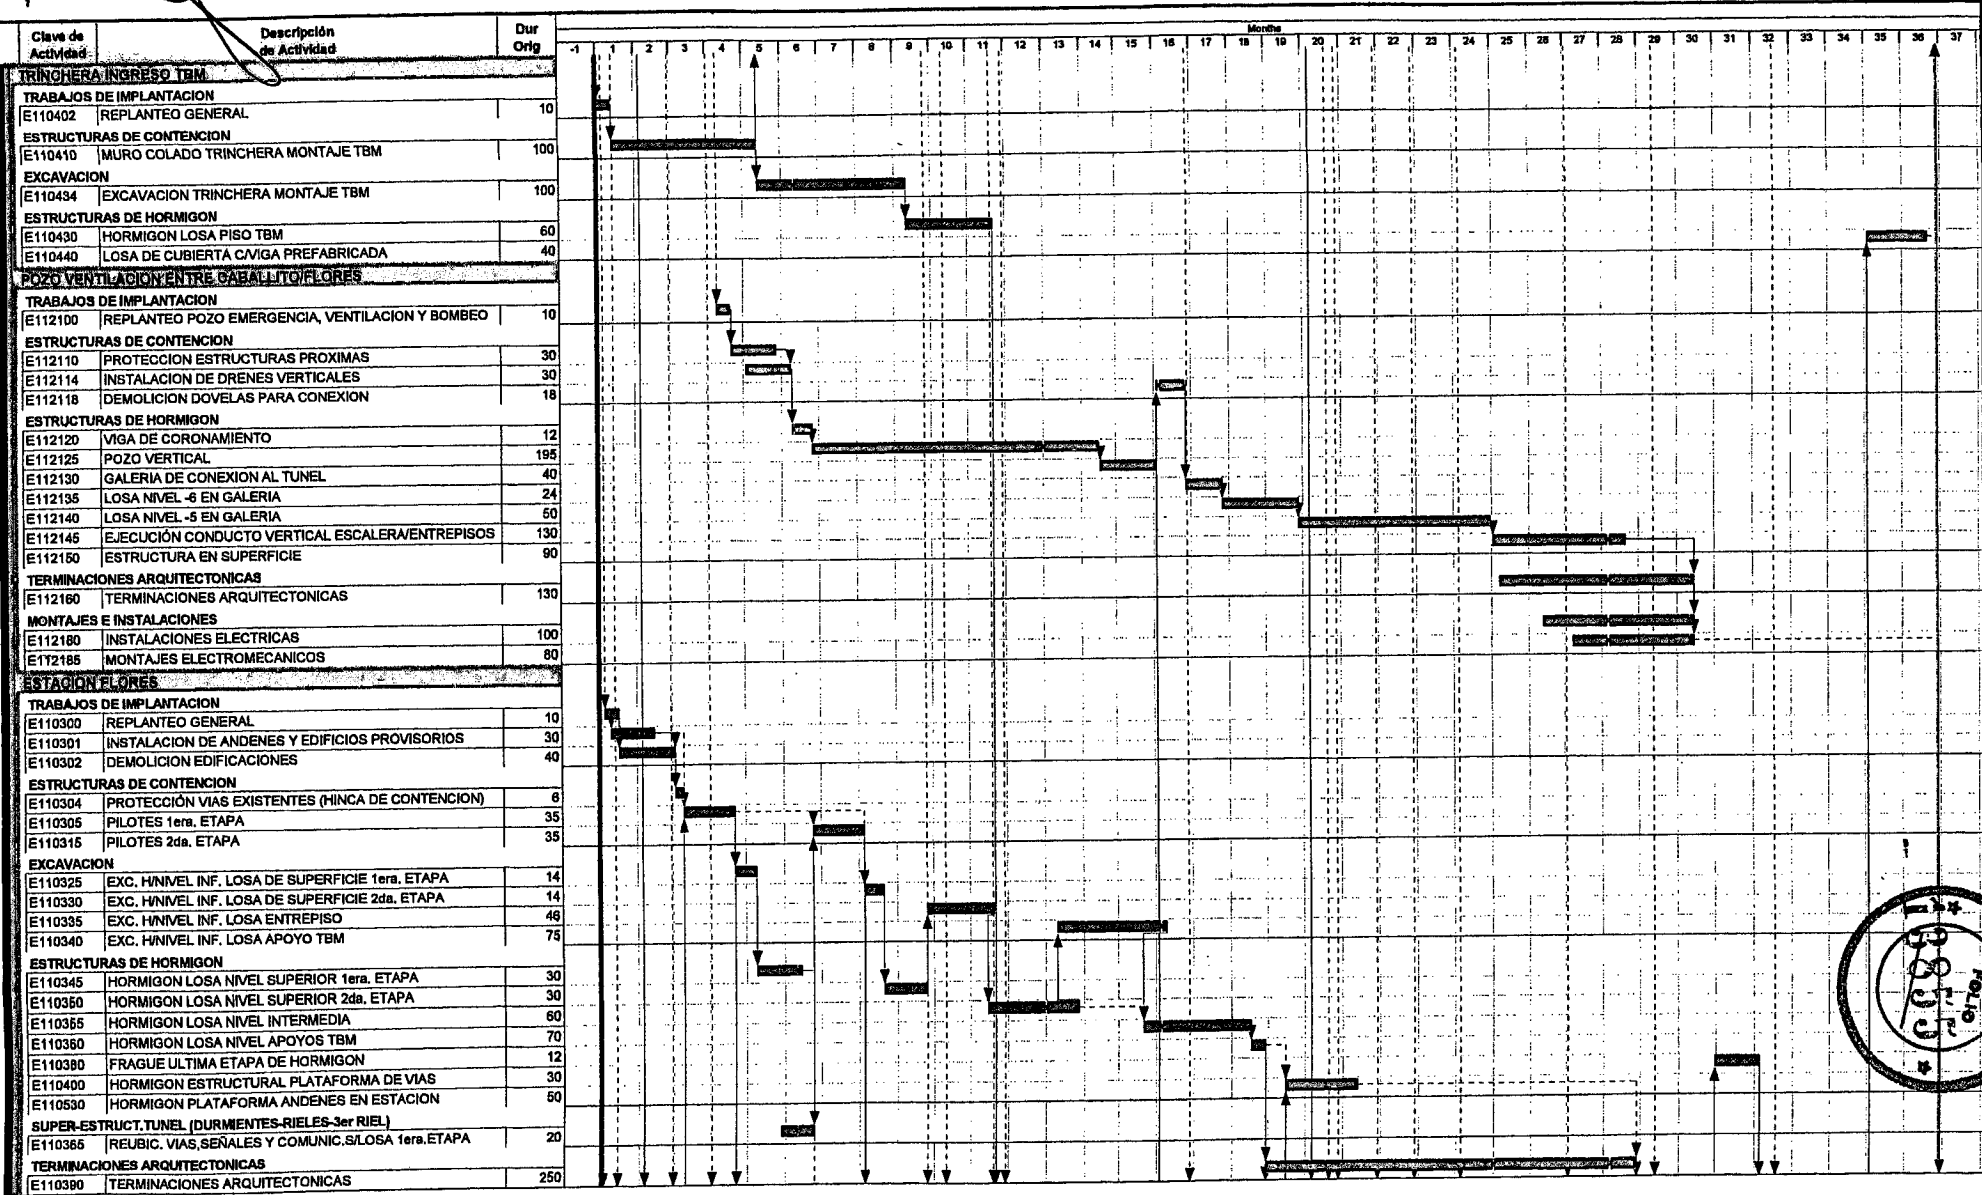 Clave de Actividad Descripción de Actividad Dur Orig
Months
-1 1 2 3 4 5 6 7 8 9 10 11 12 13 14 15 16 17 18 19 20 21 22 23 24 25 26 27 28 29 30 31 32 33 34 35 36 37
TRINCHERA INGRESO TBM
TRABAJOS DE IMPLANTACION
E110402 REPLANTEO GENERAL 10
ESTRUCTURAS DE CONTENCION
E110410 MURO COLADO TRINCHERA MONTAJE TBM 100
EXCAVACION
E110434 EXCAVACION TRINCHERA MONTAJE TBM 100
ESTRUCTURAS DE HORMIGON
E110430 HORMIGON LOSA PISO TBM 60
E110440 LOSA DE CUBIERTA C/VIGA PREFABRICADA 40
POZO VENTILACION ENTRE CABALLITO/FLORES
TRABAJOS DE IMPLANTACION
E112100 REPLANTEO POZO EMERGENCIA, VENTILACION Y BOMBEO 10
ESTRUCTURAS DE CONTENCION
E112110 PROTECCION ESTRUCTURAS PROXIMAS 30
E112114 INSTALACION DE DRENES VERTICALES 30
E112118 DEMOLICION DOVELAS PARA CONEXION 18
ESTRUCTURAS DE HORMIGON
E112120 VIGA DE CORONAMIENTO 12
E112125 POZO VERTICAL 195
E112130 GALERIA DE CONEXION AL TUNEL 40
E112135 LOSA NIVEL -6 EN GALERIA 24
E112140 LOSA NIVEL -5 EN GALERIA 50
E112145 EJECUCIÓN CONDUCTO VERTICAL ESCALERA/ENTREPISOS 130
E112150 ESTRUCTURA EN SUPERFICIE 90
TERMINACIONES ARQUITECTONICAS
E112160 TERMINACIONES ARQUITECTONICAS 130
MONTAJES E INSTALACIONES
E112180 INSTALACIONES ELECTRICAS 100
E112185 MONTAJES ELECTROMECANICOS 80
ESTACION FLORES
TRABAJOS DE IMPLANTACION
E110300 REPLANTEO GENERAL 10
E110301 INSTALACION DE ANDENES Y EDIFICIOS PROVISORIOS 30
E110302 DEMOLICION EDIFICACIONES 40
ESTRUCTURAS DE CONTENCION
E110304 PROTECCIÓN VIAS EXISTENTES (HINCA DE CONTENCION) 6
E110305 PILOTES 1era. ETAPA 35
E110315 PILOTES 2da. ETAPA 35
EXCAVACION
E110325 EXC. H/NIVEL INF. LOSA DE SUPERFICIE 1era. ETAPA 14
E110330 EXC. H/NIVEL INF. LOSA DE SUPERFICIE 2da. ETAPA 14
E110335 EXC. H/NIVEL INF. LOSA ENTREPISO 46
E110340 EXC. H/NIVEL INF. LOSA APOYO TBM 75
ESTRUCTURAS DE HORMIGON
E110345 HORMIGON LOSA NIVEL SUPERIOR 1era. ETAPA 30
E110350 HORMIGON LOSA NIVEL SUPERIOR 2da. ETAPA 30
E110355 HORMIGON LOSA NIVEL INTERMEDIA 60
E110360 HORMIGON LOSA NIVEL APOYOS TBM 70
E110380 FRAGUE ULTIMA ETAPA DE HORMIGON 12
E110400 HORMIGON ESTRUCTURAL PLATAFORMA DE VIAS 30
E110530 HORMIGON PLATAFORMA ANDENES EN ESTACION 50
SUPER-ESTRUCT.TUNEL (DURMIENTES-RIELES-3er RIEL)
E110365 REUBIC. VIAS,SEÑALES Y COMUNIC.S/LOSA 1era.ETAPA 20
TERMINACIONES ARQUITECTONICAS
E110390 TERMINACIONES ARQUITECTONICAS 250